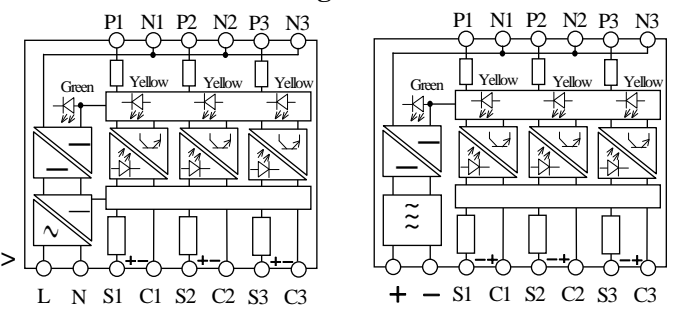 P1 N1 P2 N2 P3 N3
Green Yellow Yellow Yellow
+- +- +-
>
L N S1 C1 S2 C2 S3 C3
P1 N1 P2 N2 P3 N3
Green Yellow Yellow Yellow
-+ -+ -+
+ - S1 C1 S2 C2 S3 C3